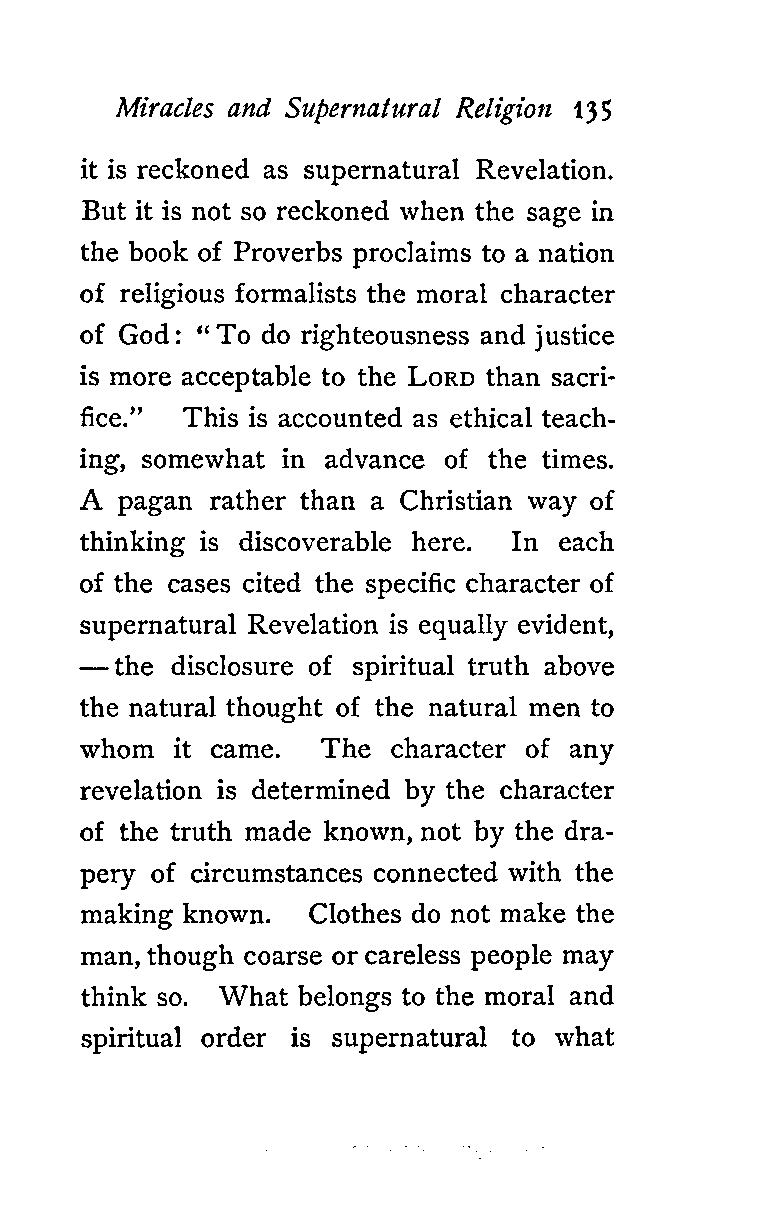 Miracles and Supernatural Religion 135
it is reckoned as supernatural Revelation.
But it is not so reckoned when the sage in
the book of Proverbs proclaims to a nation
of religious formalists the moral character
of God: “To do righteousness and justice
is more acceptable to the LORD than sacri-
fice.” This is accounted as ethical teach-
ing, somewhat in advance of the times.
A pagan rather than a Christian way of
thinking is discoverable here. In each
of the cases cited the specific character of
supernatural Revelation is equally evident,
— the disclosure of spiritual truth above
the natural thought of the natural men to
whom it came. The character of any
revelation is determined by the character
of the truth made known, not by the dra-
pery of circumstances connected with the
making known. Clothes do not make the
man, though coarse or careless people may
think so. What belongs to the moral and
spiritual order is supernatural to what